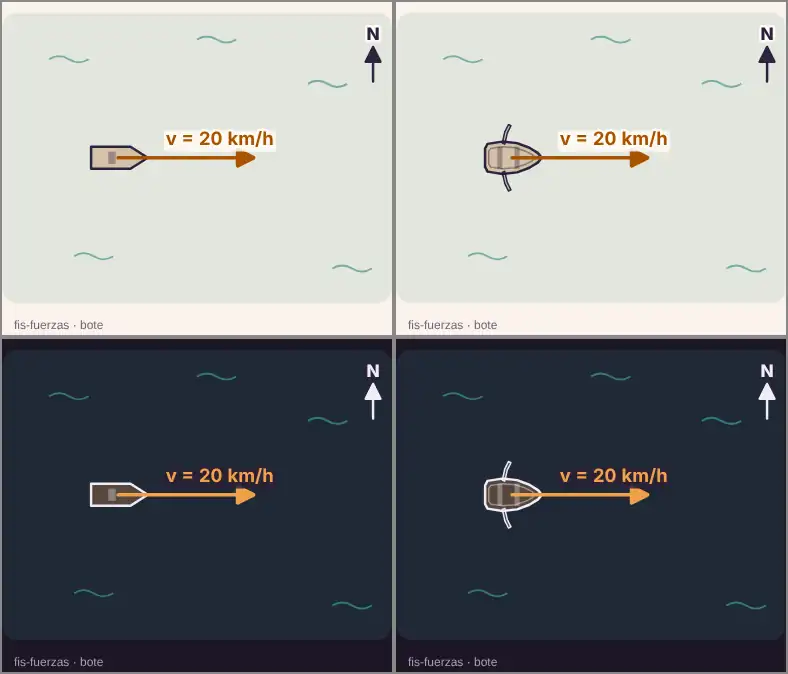 N
v = 20 km/h
fis-fuerzas · bote
N
v = 20 km/h
fis-fuerzas · bote
N
v = 20 km/h
fis-fuerzas · bote
N
v = 20 km/h
fis-fuerzas · bote